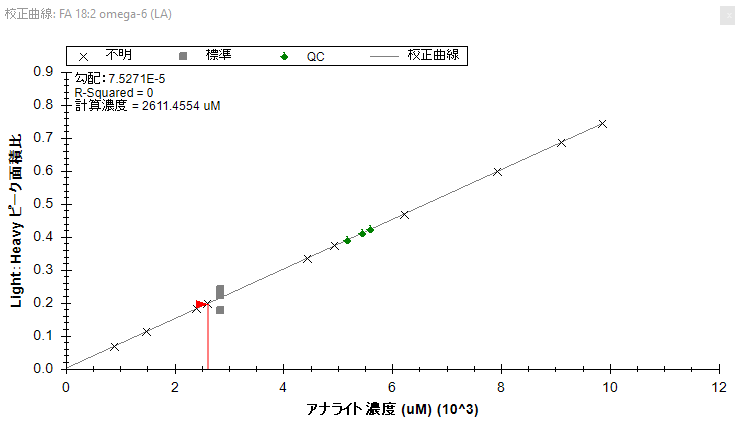 校正曲線: FA 18:2 omega-6 (LA)
不明 標準 QC 校正曲線
勾配: 7.5271E-5
R-Squared = 0
計算濃度 = 2611.4554 uM
0.9
0.8
0.7
0.6
0.5
0.4
0.3
0.2
0.1
0.0
Light: Heavy ピーク面積比
0 2 4 6 8 10 12
アナライト濃度 (uM) (10^3)